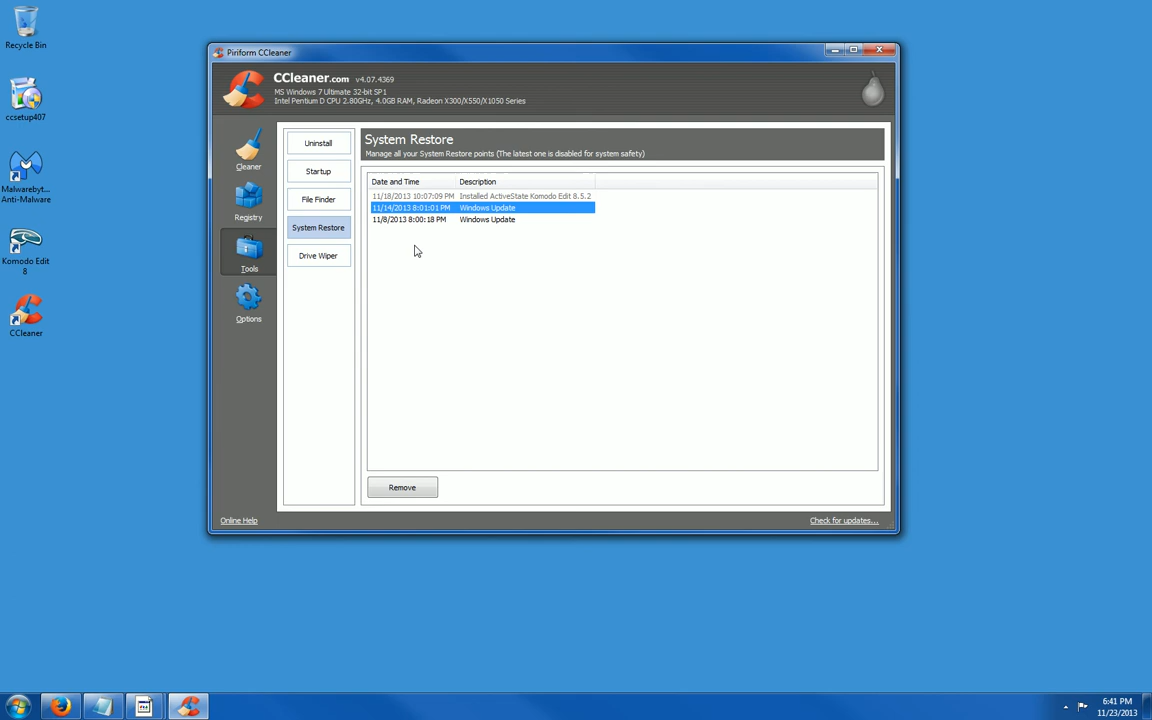 Recycle Bin
ccsetup407
Malwarebyt...
Anti-Malware
Komodo Edit
8
CCleaner
Piriform CCleaner
CCleaner.com v4.07.4369
MS Windows 7 Ultimate 32-bit SP1
Intel Pentium D CPU 2.80GHz, 4.0GB RAM, Radeon X300/X550/X1050 Series
Cleaner
Registry
Tools
Options
Uninstall
Startup
File Finder
System Restore
Drive Wiper
System Restore
Manage all your System Restore points (The latest one is disabled for system safety)
Date and Time Description
11/18/2013 10:07:09 PM Installed ActiveState Komodo Edit 8.5.2
11/14/2013 8:01:01 PM Windows Update
11/8/2013 8:00:18 PM Windows Update
Remove
Online Help
Check for updates...
6:41 PM
11/23/2013